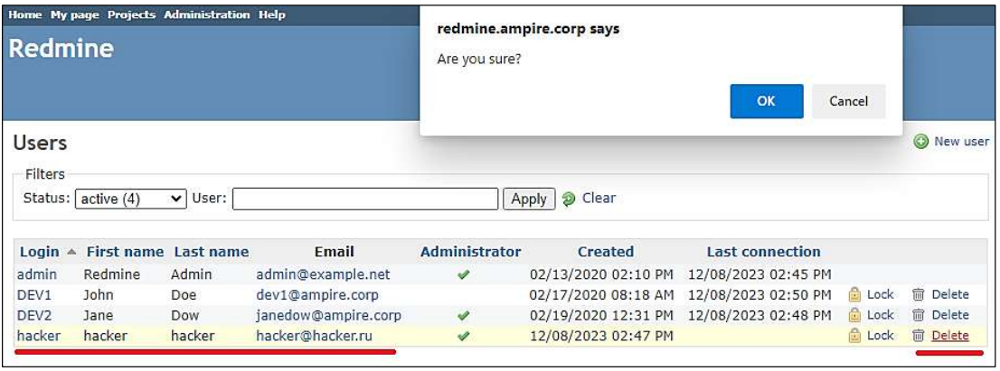 Home My page Projects Administration Help
redmine.ampire.corp says
Are you sure?
OK Cancel
Redmine
Users
New user
Filters
Status: active (4) User: Apply Clear
Login First name Last name Email Administrator Created Last connection
admin Redmine Admin admin@example.net 02/13/2020 02:10 PM 12/08/2023 02:45 PM
DEV1 John Doe dev1@ampire.corp 02/17/2020 08:18 AM 12/08/2023 02:50 PM Lock Delete
DEV2 Jane Dow janedow@ampire.corp 02/19/2020 12:31 PM 12/08/2023 02:48 PM Lock Delete
hacker hacker hacker hacker@hacker.ru 12/08/2023 02:47 PM Lock Delete